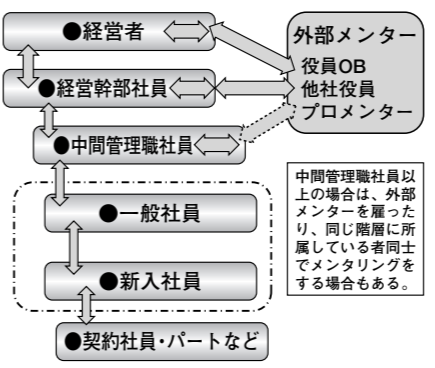 ●経営者
●経営幹部社員
●中間管理職社員
●一般社員
●新入社員
●契約社員・パートなど
外部メンター
役員OB
他社役員
プロメンター
中間管理職社員以
上の場合は、外部
メンターを雇った
り、同じ階層に所
属している者同士
でメンタリングを
する場合もある。